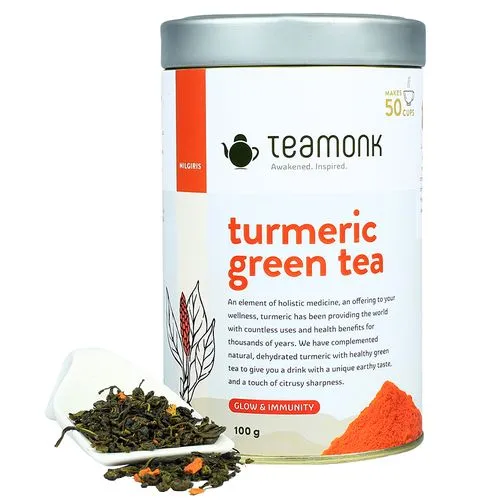 MAKES
50 CUPS
TEAMONK
Awakened. Inspired.
NILGIRIS
turmeric
green tea
An element of holistic medicine, an offering to your
wellness, turmeric has been providing the world
with countless uses and health benefits for
thousands of years. We have complemented
natural, dehydrated turmeric with healthy green
tea to give you a drink with a unique earthy taste,
and a touch of citrusy sharpness.
GLOW & IMMUNITY
100 g